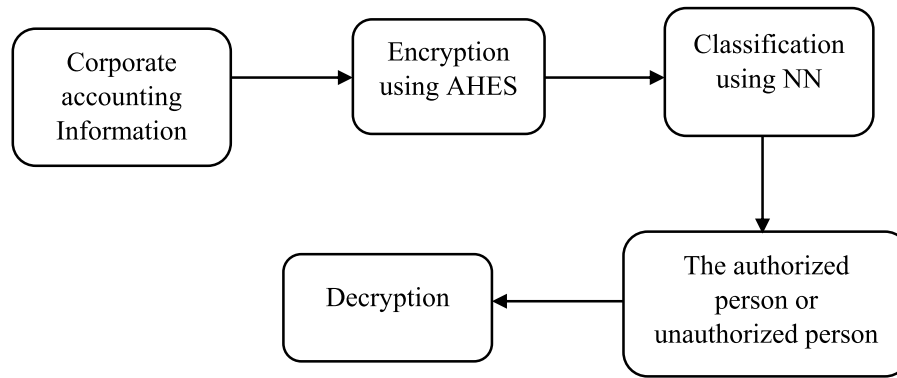 Corporate
accounting
Information
Encryption
using AHES
Classification
using NN
The authorized
person or
unauthorized person
Decryption